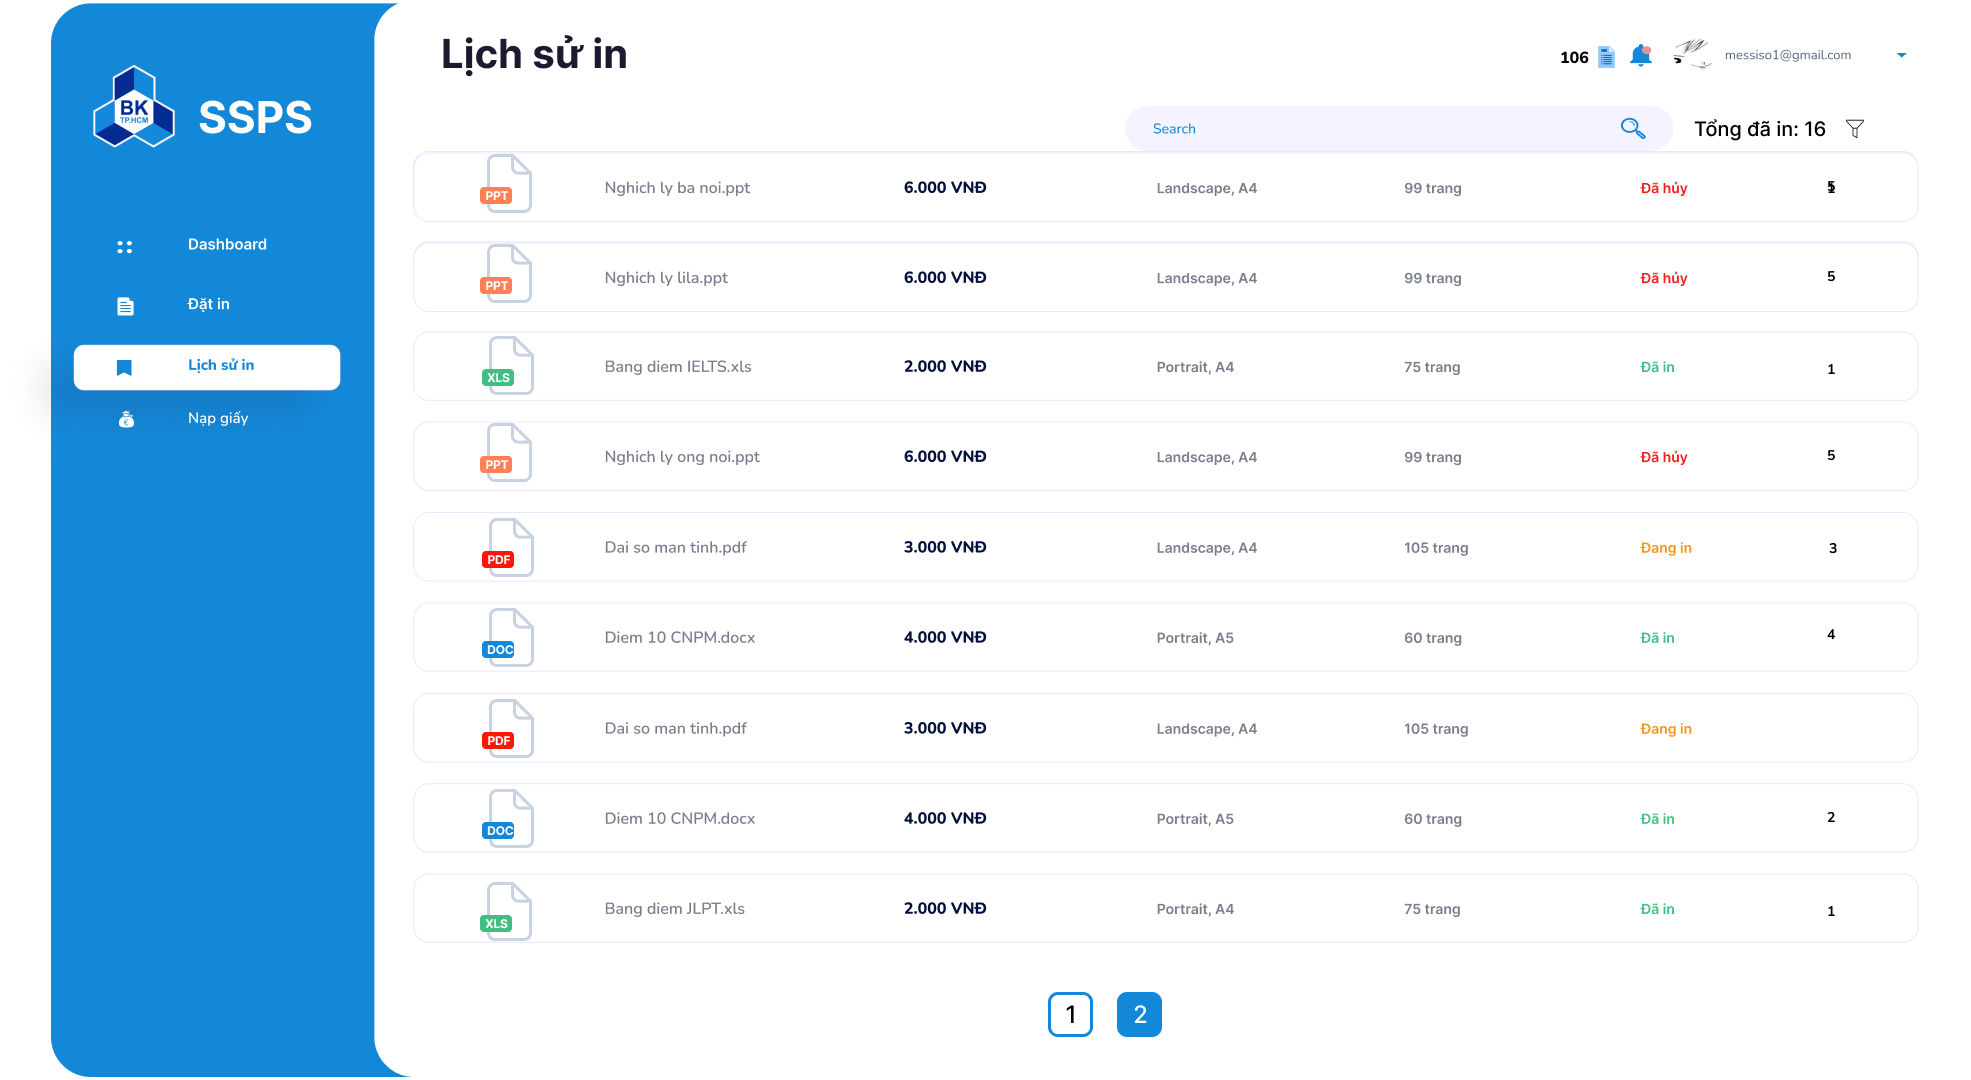 Lịch sử in
106 messiso1@gmail.com
BK
TP.HCM
SSPS
Search
Tổng đã in: 16
Dashboard
Đặt in
Lịch sử in
Nạp giấy
PPT Nghich ly ba noi.ppt 6.000 VNĐ Landscape, A4 99 trang Đã hủy
PPT Nghich ly lila.ppt 6.000 VNĐ Landscape, A4 99 trang Đã hủy 5
XLS Bang diem IELTS.xls 2.000 VNĐ Portrait, A4 75 trang Đã in 1
PPT Nghich ly ong noi.ppt 6.000 VNĐ Landscape, A4 99 trang Đã hủy 5
PDF Dai so man tinh.pdf 3.000 VNĐ Landscape, A4 105 trang Đang in 3
DOC Diem 10 CNPM.docx 4.000 VNĐ Portrait, A5 60 trang Đã in 4
PDF Dai so man tinh.pdf 3.000 VNĐ Landscape, A4 105 trang Đang in
DOC Diem 10 CNPM.docx 4.000 VNĐ Portrait, A5 60 trang Đã in 2
XLS Bang diem JLPT.xls 2.000 VNĐ Portrait, A4 75 trang Đã in 1
1 2